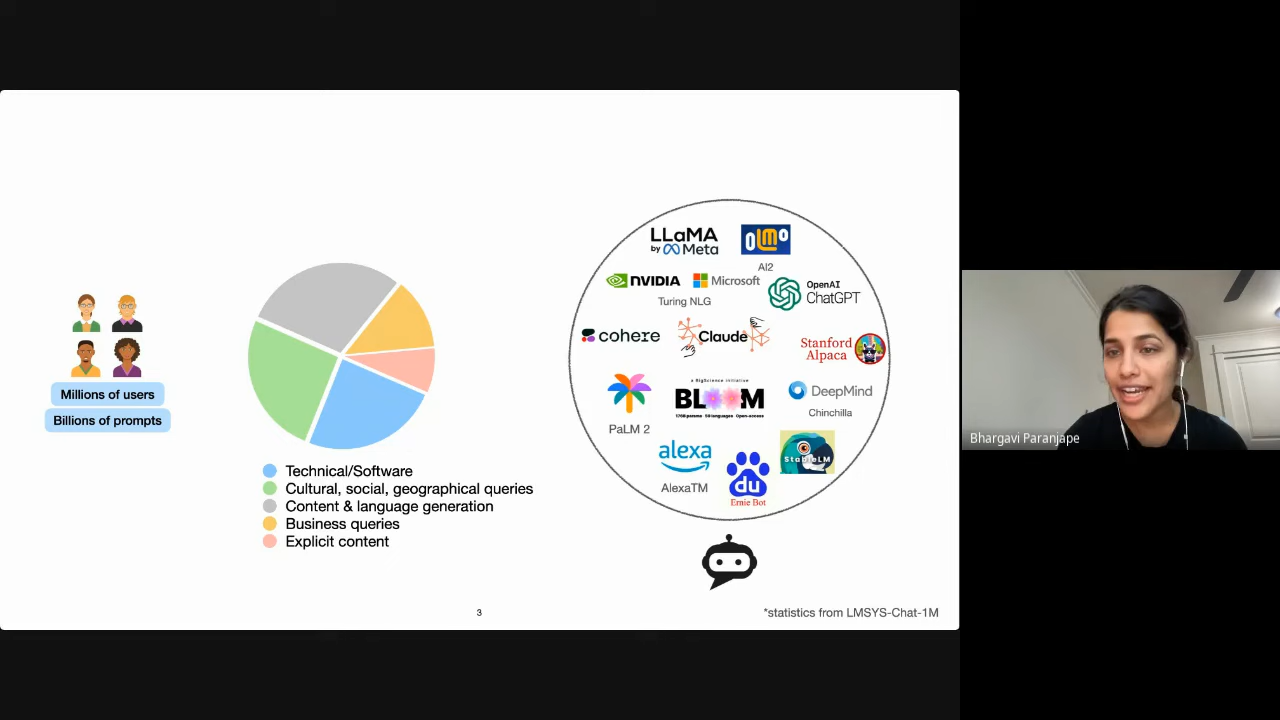 Millions of users
Billions of prompts
Technical/Software
Cultural, social, geographical queries
Content & language generation
Business queries
Explicit content
LLaMA
by Meta
OLMo
AI2
NVIDIA
Microsoft
Turing NLG
OpenAI
ChatGPT
cohere
Claude
Stanford
Alpaca
PaLM 2
a BigScience initiative
BLOOM
176B params 59 languages Open-access
DeepMind
Chinchilla
alexa
AlexaTM
du
Ernie Bot
StableLM
3
*statistics from LMSYS-Chat-1M
Bhargavi Paranjape